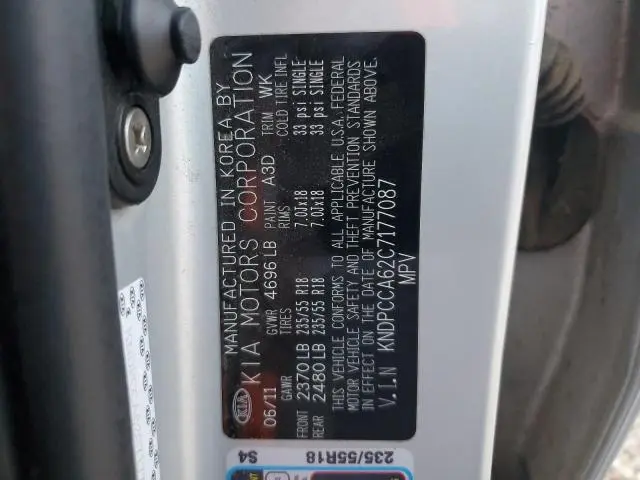 MANUFACTURED IN KOREA BY
KIA KIA MOTORS CORPORATION
06/11 GVWR 4696 LB PAINT A3D TRIM WK
GAWR TIRES RIMS COLD TIRE INFL
FRONT 2370 LB 235/55 R18 7.0Jx18 33 psi SINGLE
REAR 2480 LB 235/55 R18 7.0Jx18 33 psi SINGLE
THIS VEHICLE CONFORMS TO ALL APPLICABLE U.S.A. FEDERAL
MOTOR VEHICLE SAFETY AND THEFT PREVENTION STANDARDS
IN EFFECT ON THE DATE OF MANUFACTURE SHOWN ABOVE.
V.I.N KNDPCCA62C7177087
MPV
235/55R18 S4